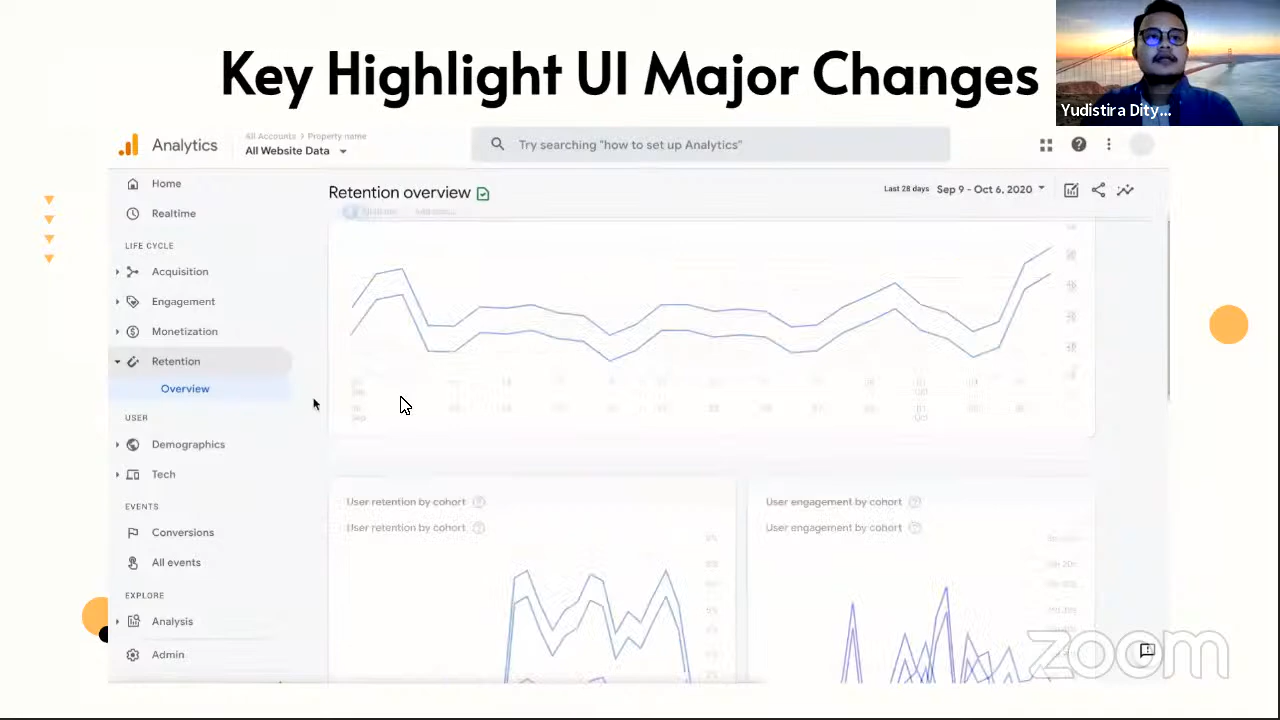 Key Highlight UI Major Changes
Yudistira Dity...
Analytics
All Accounts > Property name
All Website Data
Try searching "how to set up Analytics"
Home
Realtime
LIFE CYCLE
Acquisition
Engagement
Monetization
Retention
Overview
USER
Demographics
Tech
EVENTS
Conversions
All events
EXPLORE
Analysis
Admin
Retention overview
Last 28 days Sep 9 - Oct 6, 2020
User retention by cohort
User retention by cohort
User engagement by cohort
User engagement by cohort
zoom